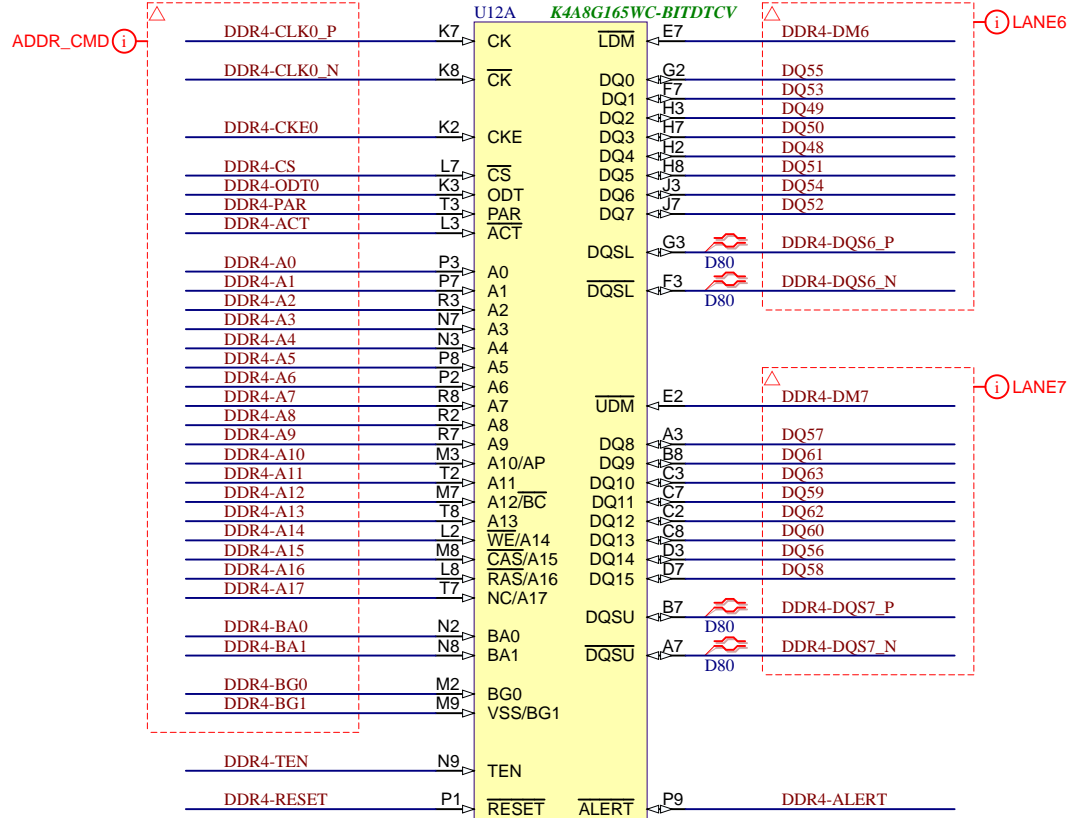 U12A K4A8G165WC-BITDTCV
ADDR_CMD i
i LANE6
DDR4-CLK0_P K7 CK
LDM E7 DDR4-DM6
DDR4-CLK0_N K8 CK
DQ0 G2 DQ55
DQ1 F7 DQ53
DQ2 H3 DQ49
DDR4-CKE0 K2 CKE
DQ3 H7 DQ50
DQ4 H2 DQ48
DDR4-CS L7 CS
DQ5 H8 DQ51
DDR4-ODT0 K3 ODT
DQ6 J3 DQ54
DDR4-PAR T3 PAR
DQ7 J7 DQ52
DDR4-ACT L3 ACT
DQSL G3 D80 DDR4-DQS6_P
DDR4-A0 P3 A0
DDR4-A1 P7 A1
DQSL F3 D80 DDR4-DQS6_N
DDR4-A2 R3 A2
DDR4-A3 N7 A3
DDR4-A4 N3 A4
DDR4-A5 P8 A5
DDR4-A6 P2 A6
i LANE7
DDR4-A7 R8 A7
UDM E2 DDR4-DM7
DDR4-A8 R2 A8
DDR4-A9 R7 A9
DQ8 A3 DQ57
DDR4-A10 M3 A10/AP
DQ9 B8 DQ61
DDR4-A11 T2 A11
DQ10 C3 DQ63
DDR4-A12 M7 A12/BC
DQ11 C7 DQ59
DDR4-A13 T8 A13
DQ12 C2 DQ62
DDR4-A14 L2 WE/A14
DQ13 C8 DQ60
DDR4-A15 M8 CAS/A15
DQ14 D3 DQ56
DDR4-A16 L8 RAS/A16
DQ15 D7 DQ58
DDR4-A17 T7 NC/A17
DQSU B7 D80 DDR4-DQS7_P
DDR4-BA0 N2 BA0
DDR4-BA1 N8 BA1
DQSU A7 D80 DDR4-DQS7_N
DDR4-BG0 M2 BG0
DDR4-BG1 M9 VSS/BG1
DDR4-TEN N9 TEN
DDR4-RESET P1 RESET
ALERT P9 DDR4-ALERT